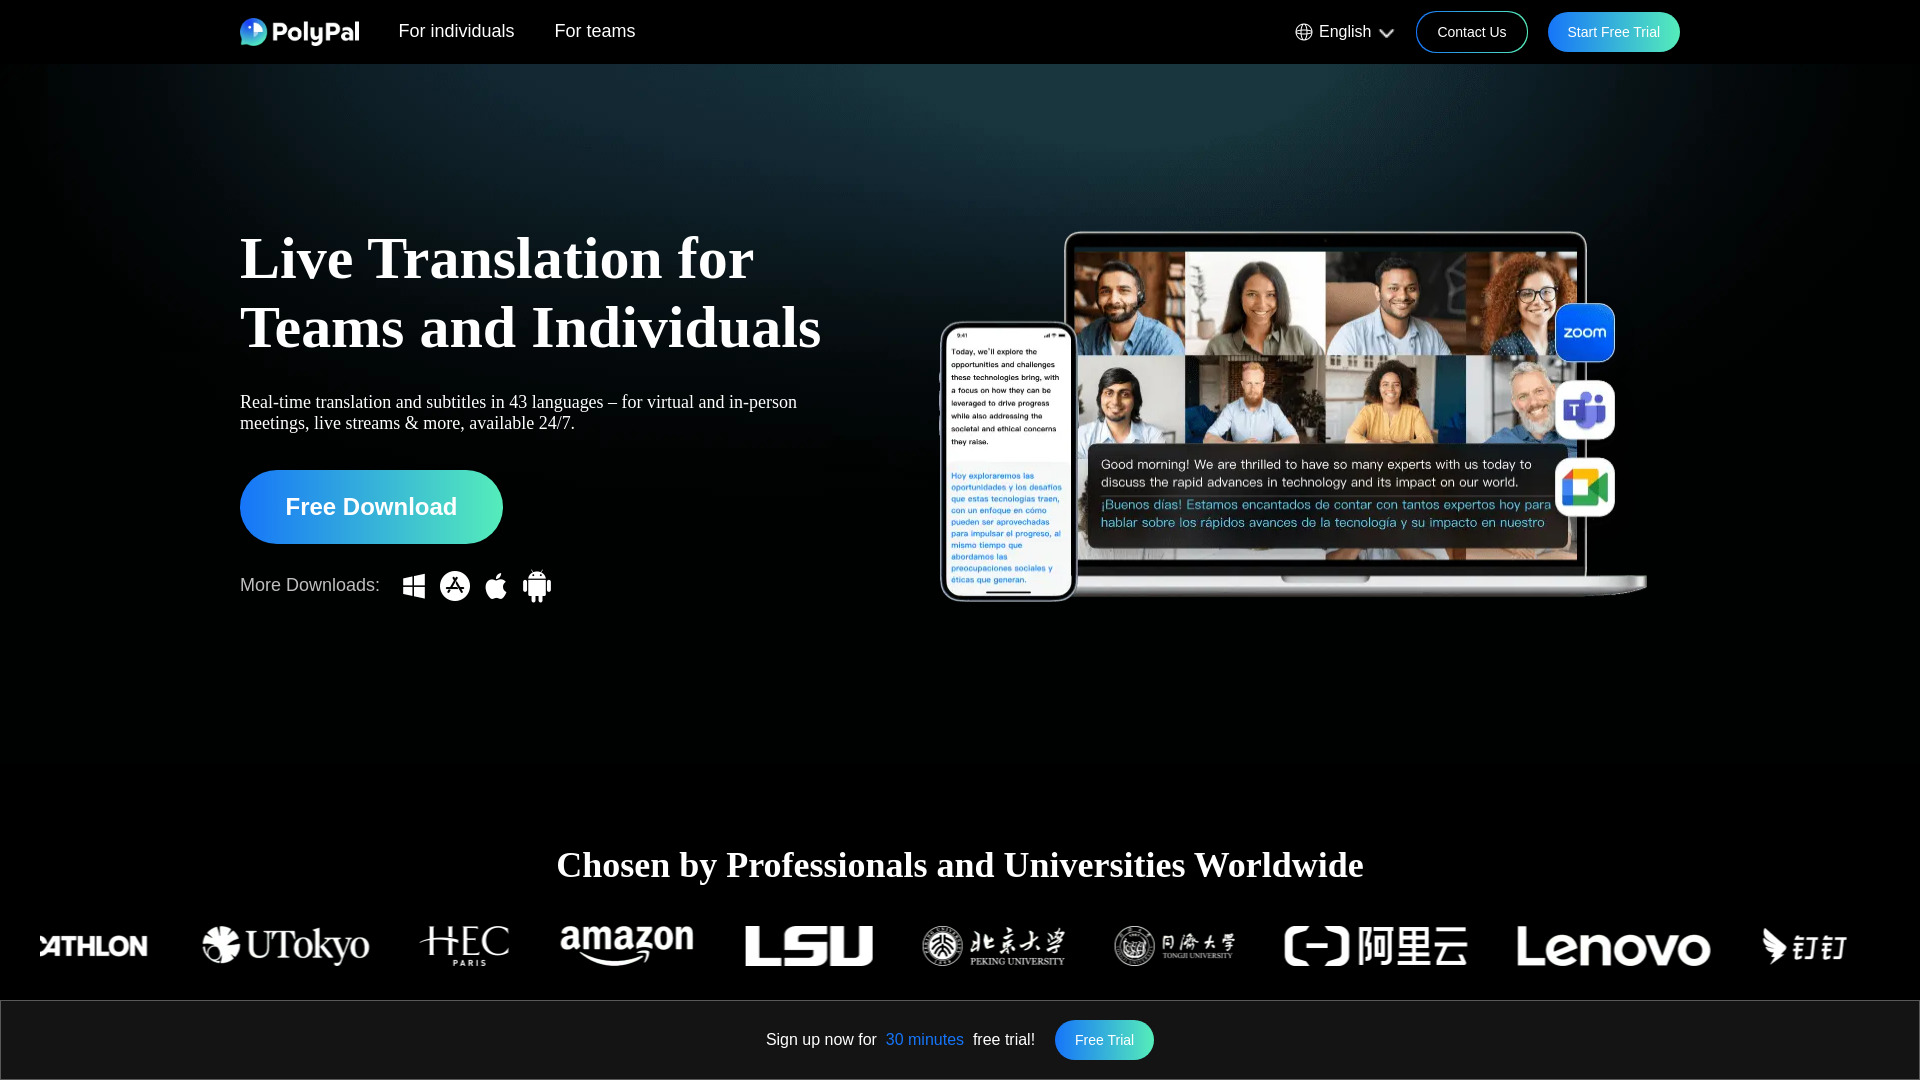 PolyPal
For individuals
For teams
English
Contact Us
Start Free Trial
Live Translation for
Teams and Individuals
Real-time translation and subtitles in 43 languages – for virtual and in-person
meetings, live streams & more, available 24/7.
Free Download
More Downloads:
9:41
Today, we'll explore the
opportunities and challenges
these technologies bring, with
a focus on how they can be
leveraged to drive progress
while also addressing the
societal and ethical concerns
they raise.
Hoy exploraremos las
oportunidades y los desafíos
que estas tecnologías traen,
con un enfoque en cómo
pueden ser aprovechadas
para impulsar el progreso, al
mismo tiempo que
abordamos las
preocupaciones sociales y
éticas que generan.
Good morning! We are thrilled to have so many experts with us today to
discuss the rapid advances in technology and its impact on our world.
¡Buenos días! Estamos encantados de contar con tantos expertos hoy para
hablar sobre los rápidos avances de la tecnología y su impacto en nuestro
zoom
T
Chosen by Professionals and Universities Worldwide
ATHLON
UTokyo
HEC
PARIS
amazon
LSU
北京大学
PEKING UNIVERSITY
同濟大學
TONGJI UNIVERSITY
阿里云
Lenovo
钉钉
Sign up now for 30 minutes free trial!
Free Trial